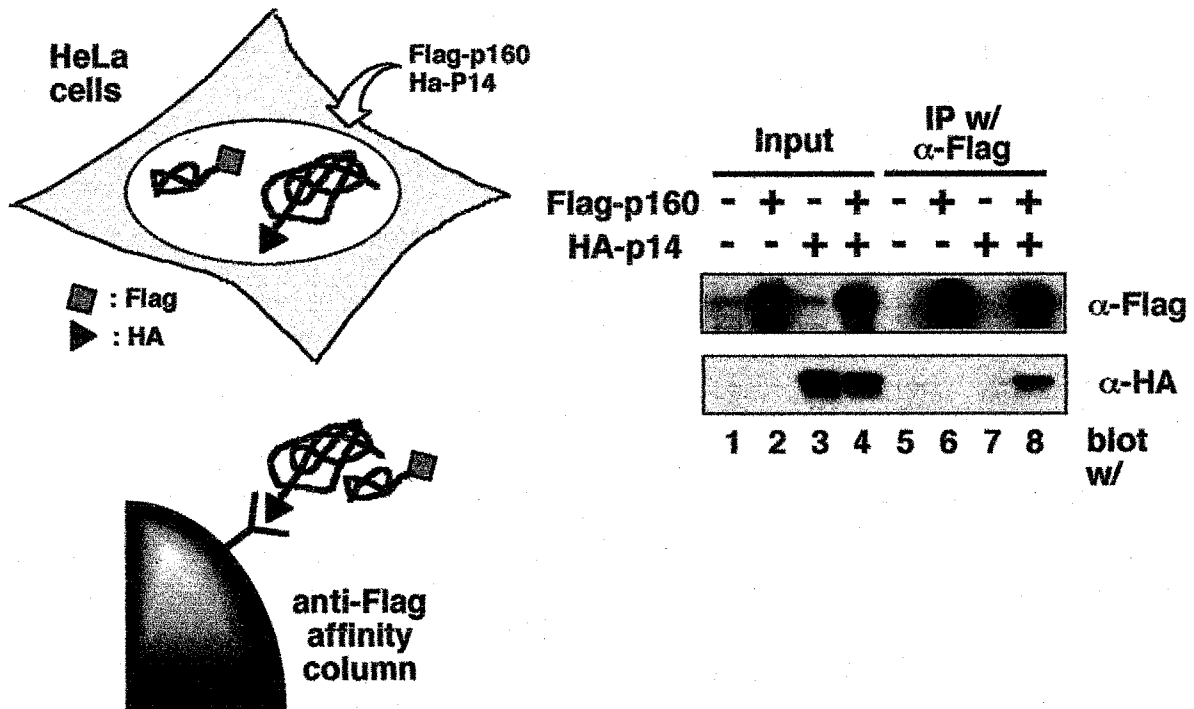 HeLa
cells
Flag-p160
Ha-P14
: Flag
: HA
anti-Flag
affinity
column
Input
IP w/
α-Flag
Flag-p160 - + - + - + - +
HA-p14 - - + + - - + +
α-Flag
α-HA
1 2 3 4 5 6 7 8 blot
w/